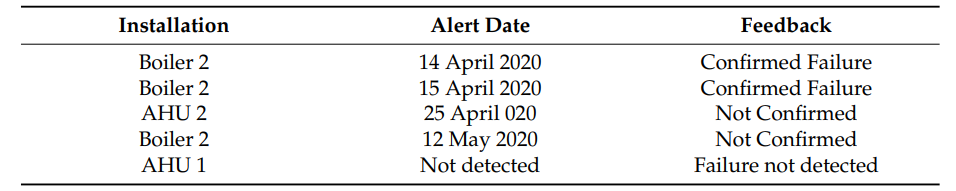 Installation Alert Date Feedback
Boiler 2 14 April 2020 Confirmed Failure
Boiler 2 15 April 2020 Confirmed Failure
AHU 2 25 April 020 Not Confirmed
Boiler 2 12 May 2020 Not Confirmed
AHU 1 Not detected Failure not detected